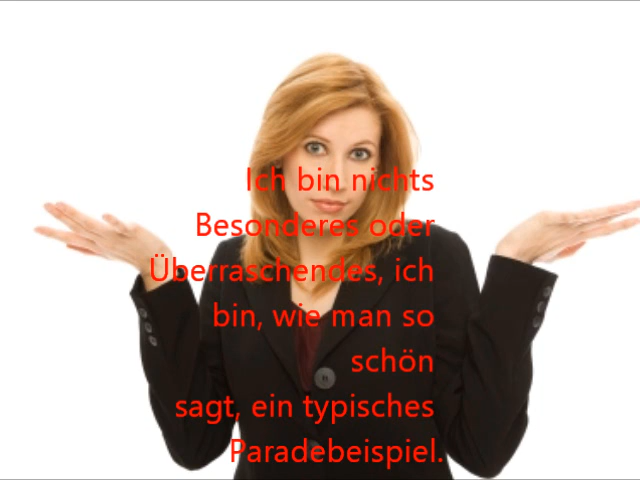 Ich bin nichts
Besonderes oder
Überraschendes, ich
bin, wie man so
schön
sagt, ein typisches
Paradebeispiel.